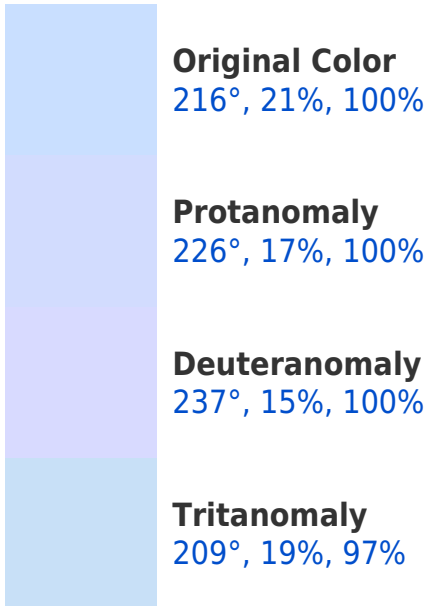 Original Color
216°, 21%, 100%
Protanomaly
226°, 17%, 100%
Deuteranomaly
237°, 15%, 100%
Tritanomaly
209°, 19%, 97%